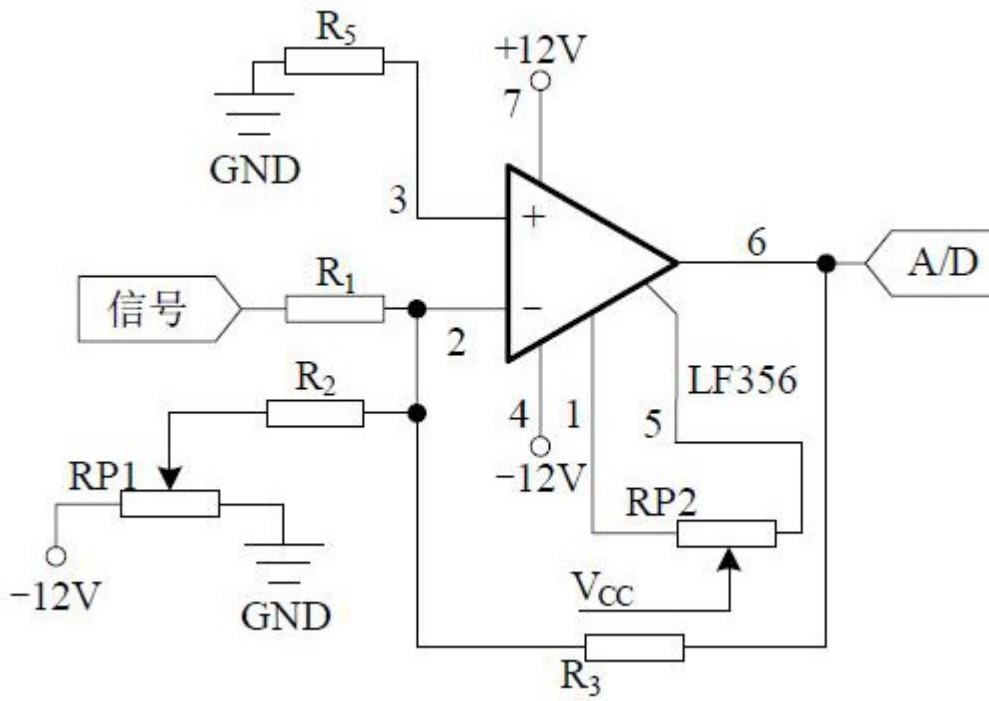 R5
+12V
7
GND
3
+
6
A/D
信号
R1
−
2
LF356
R2
4
1
5
−12V
RP1
RP2
−12V
GND
VCC
R3